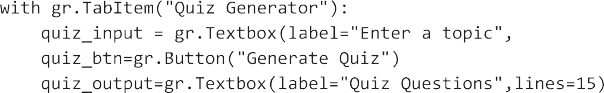 with gr.TabItem("Quiz Generator"):
    quiz_input = gr.Textbox(label="Enter a topic",
    quiz_btn=gr.Button("Generate Quiz")
    quiz_output=gr.Textbox(label="Quiz Questions",lines=15)